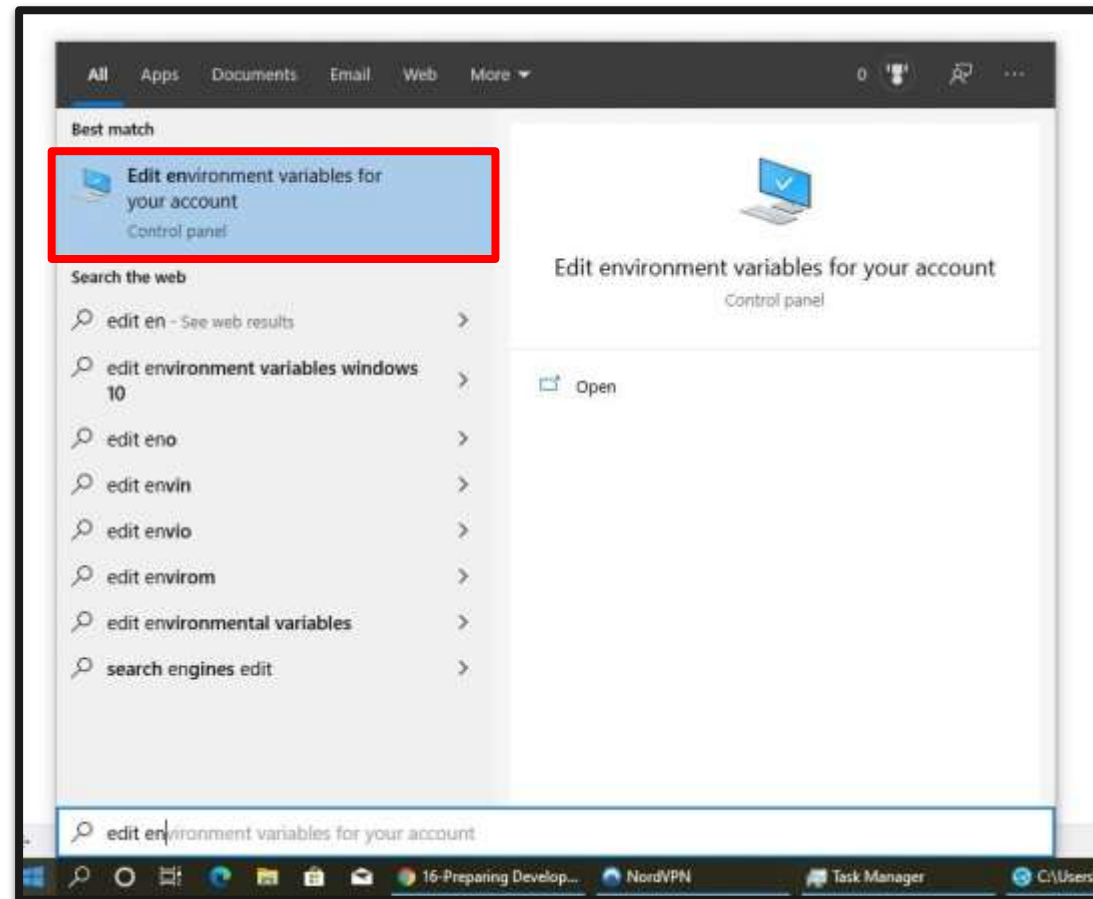 All Apps Documents Email Web More 0 ...
Best match
Edit environment variables for
your account
Control panel
Search the web
edit en - See web results
edit environment variables windows
10
edit eno
edit envin
edit envio
edit envirom
edit environmental variables
search engines edit
Edit environment variables for your account
Control panel
Open
edit environment variables for your account
16-Preparing Develop... NordVPN Task Manager C:\Users